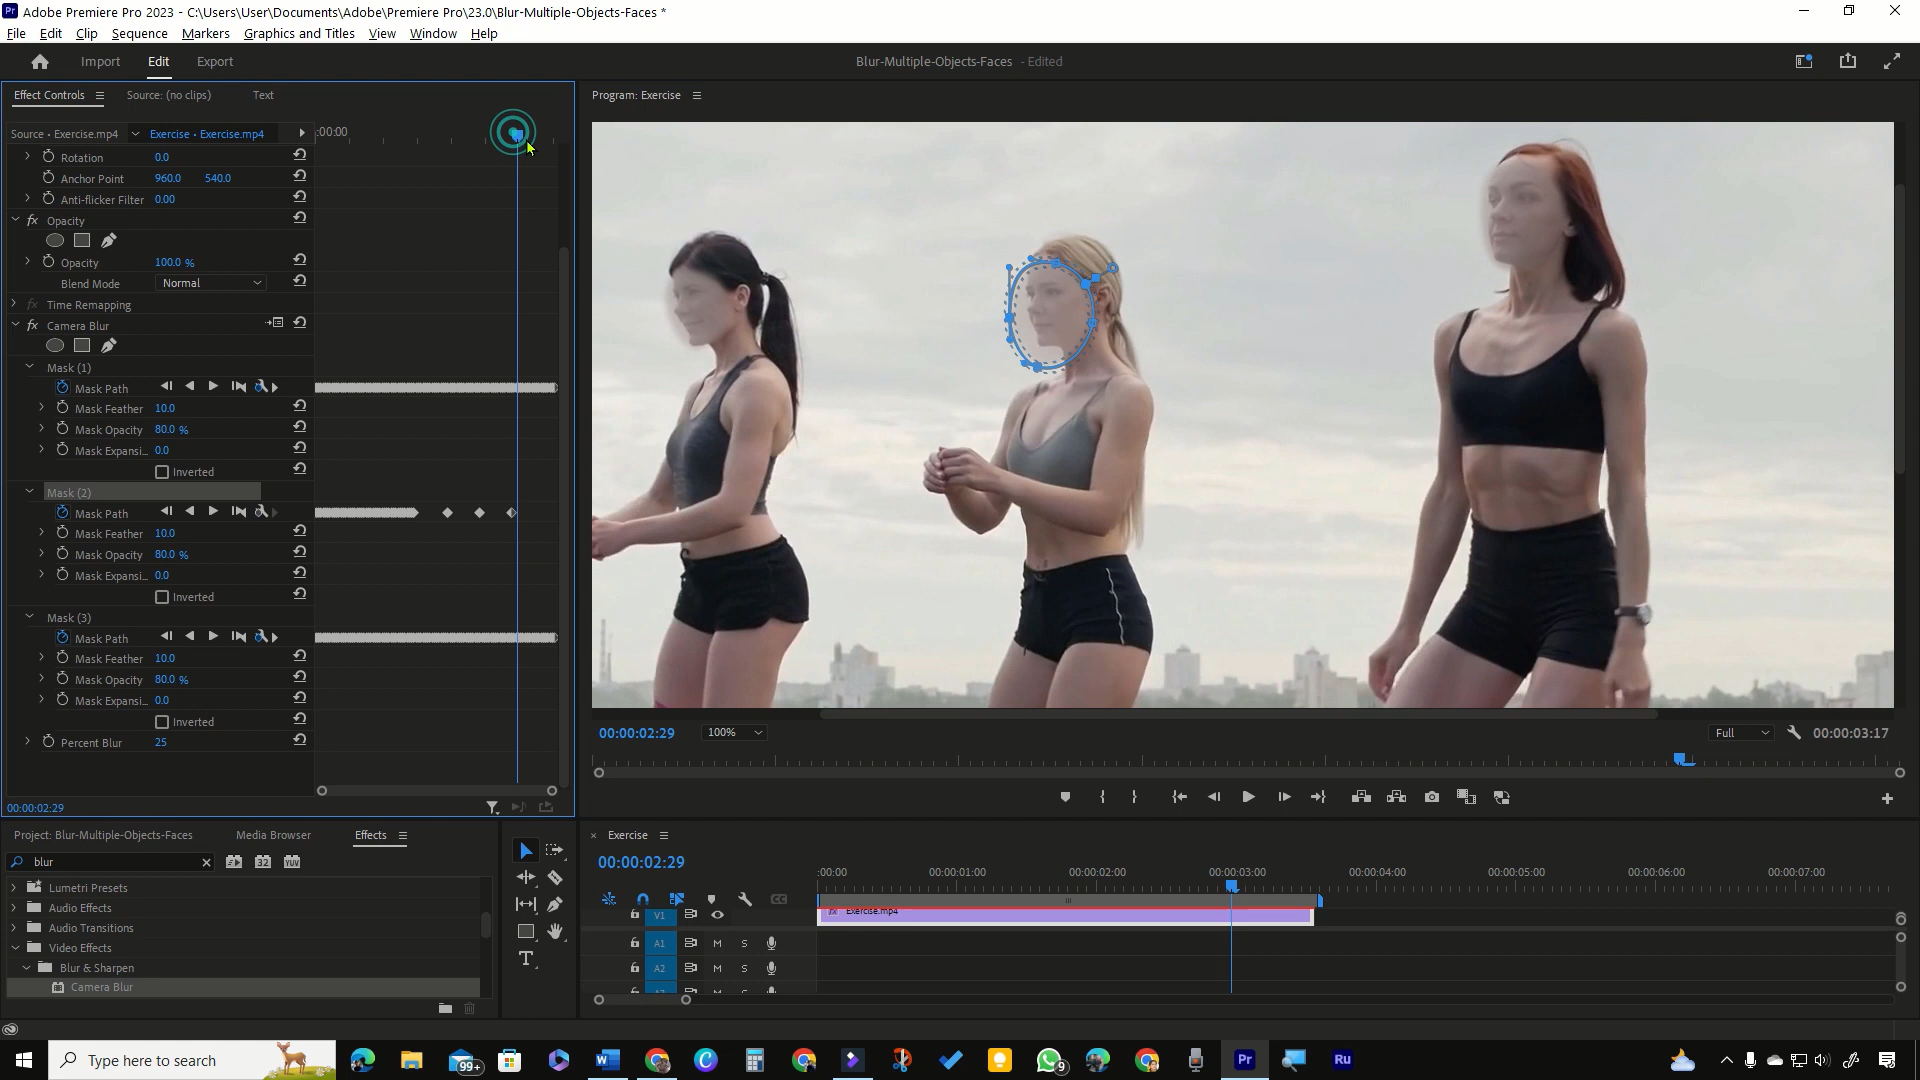 Pr Adobe Premiere Pro 2023 - C:\Users\User\Documents\Adobe\Premiere Pro\23.0\Blur-Multiple-Objects-Faces *
File Edit Clip Sequence Markers Graphics and Titles View Window Help
Import Edit Export Blur-Multiple-Objects-Faces - Edited
Effect Controls Source: (no clips) Text Program: Exercise
Source • Exercise.mp4 Exercise • Exercise.mp4 :00:00
Rotation 0.0
Anchor Point 960.0 540.0
Anti-flicker Filter 0.00
fx Opacity
Opacity 100.0 %
Blend Mode Normal
fx Time Remapping
fx Camera Blur
Mask (1)
Mask Path
Mask Feather 10.0
Mask Opacity 80.0 %
Mask Expansi... 0.0
Inverted
Mask (2)
Mask Path
Mask Feather 10.0
Mask Opacity 80.0 %
Mask Expansi... 0.0
Inverted
Mask (3)
Mask Path
Mask Feather 10.0
Mask Opacity 80.0 %
Mask Expansi... 0.0
Inverted
Percent Blur 25
00:00:02:29
00:00:02:29 100% Full 00:00:03:17
Project: Blur-Multiple-Objects-Faces Media Browser Effects
blur 32 YUV
Lumetri Presets
Audio Effects
Audio Transitions
Video Effects
Blur & Sharpen
Camera Blur
T
× Exercise
00:00:02:29
:00:00 00:00:01:00 00:00:02:00 00:00:03:00 00:00:04:00 00:00:05:00 00:00:06:00 00:00:07:00
CC
V1 fx Exercise.mp4
A1 M S
A2 M S
Type here to search 99+ W 9 Pr Ru